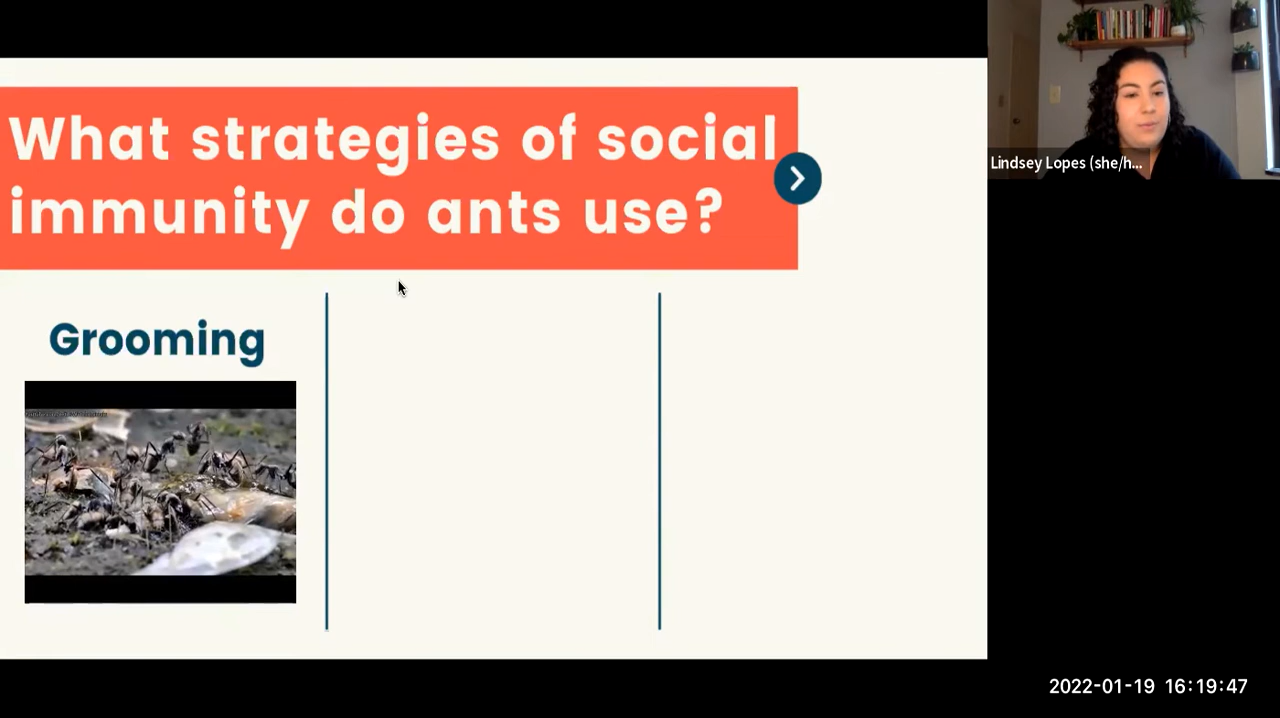 What strategies of social
immunity do ants use?
Grooming
Lindsey Lopes (she/h...
2022-01-19 16:19:47